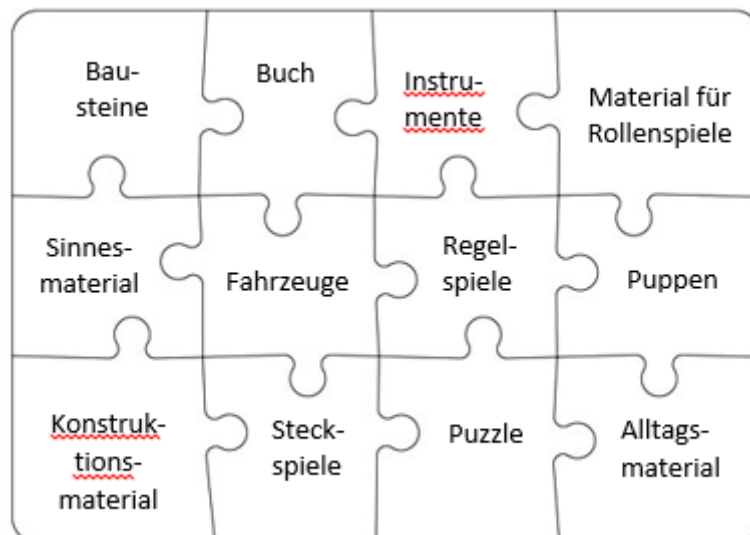 Bau-
steine
Buch
Instru-
mente
Material für
Rollenspiele
Sinnes-
material
Fahrzeuge
Regel-
spiele
Puppen
Konstruk-
tions-
material
Steck-
spiele
Puzzle
Alltags-
material